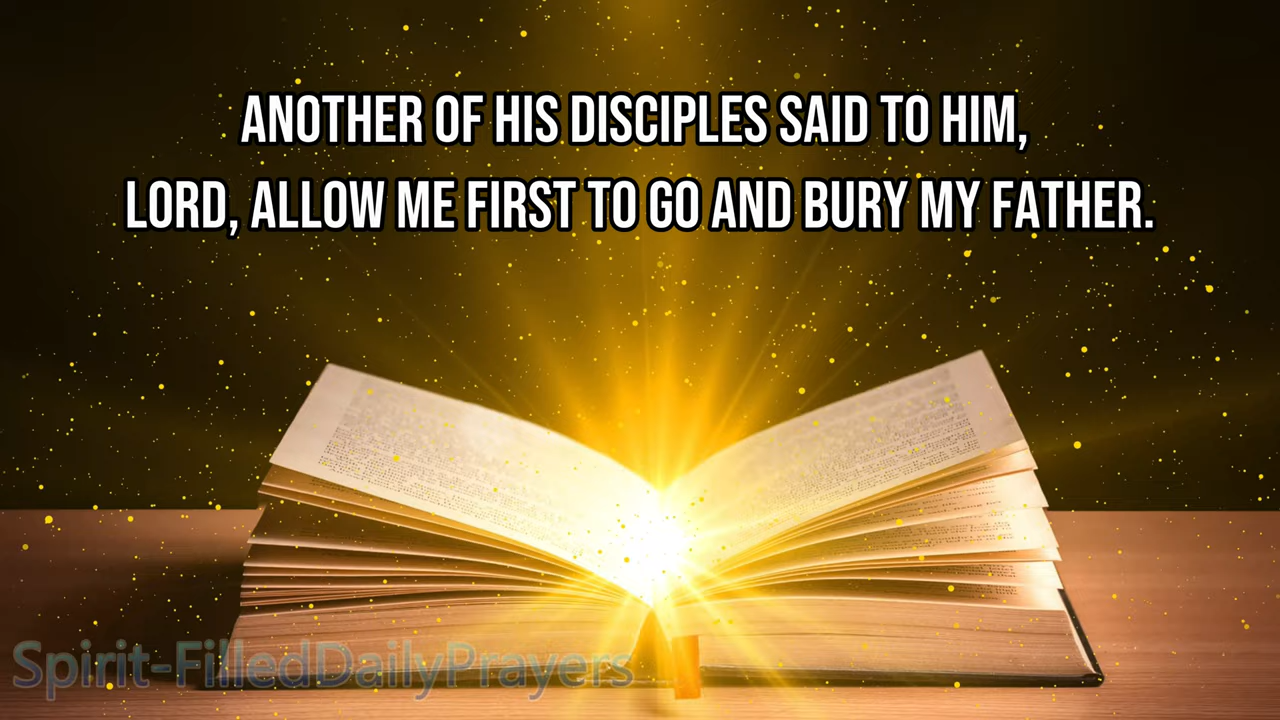 ANOTHER OF HIS DISCIPLES SAID TO HIM,
LORD, ALLOW ME FIRST TO GO AND BURY MY FATHER.
Spirit-FilledDailyPrayers